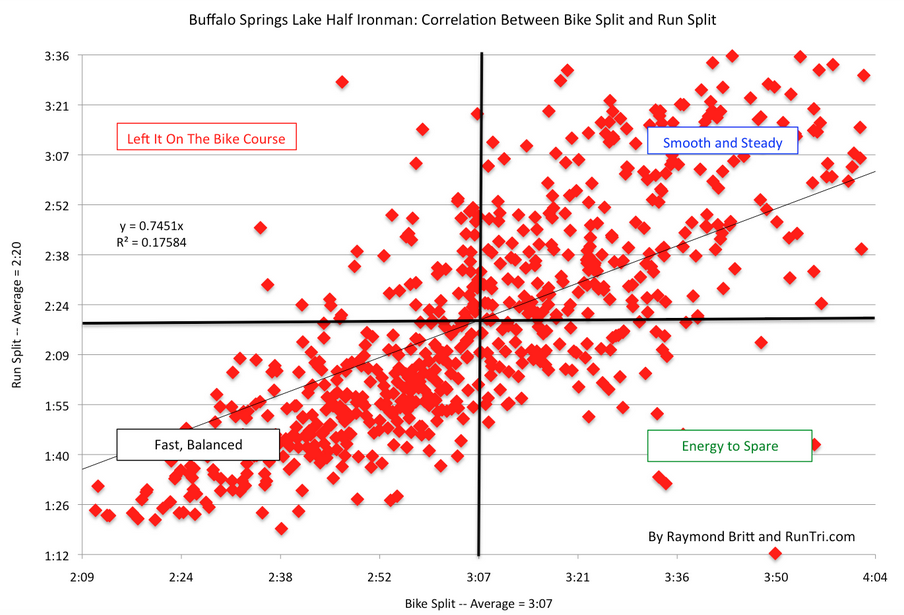 Buffalo Springs Lake Half Ironman: Correlation Between Bike Split and Run Split
3:36
3:21
3:07
2:52
2:38
2:24
2:09
1:55
1:40
1:26
1:12
Run Split -- Average = 2:20
Left It On The Bike Course
Smooth and Steady
y = 0.7451x
R² = 0.17584
Fast, Balanced
Energy to Spare
By Raymond Britt and RunTri.com
2:09 2:24 2:38 2:52 3:07 3:21 3:36 3:50 4:04
Bike Split -- Average = 3:07